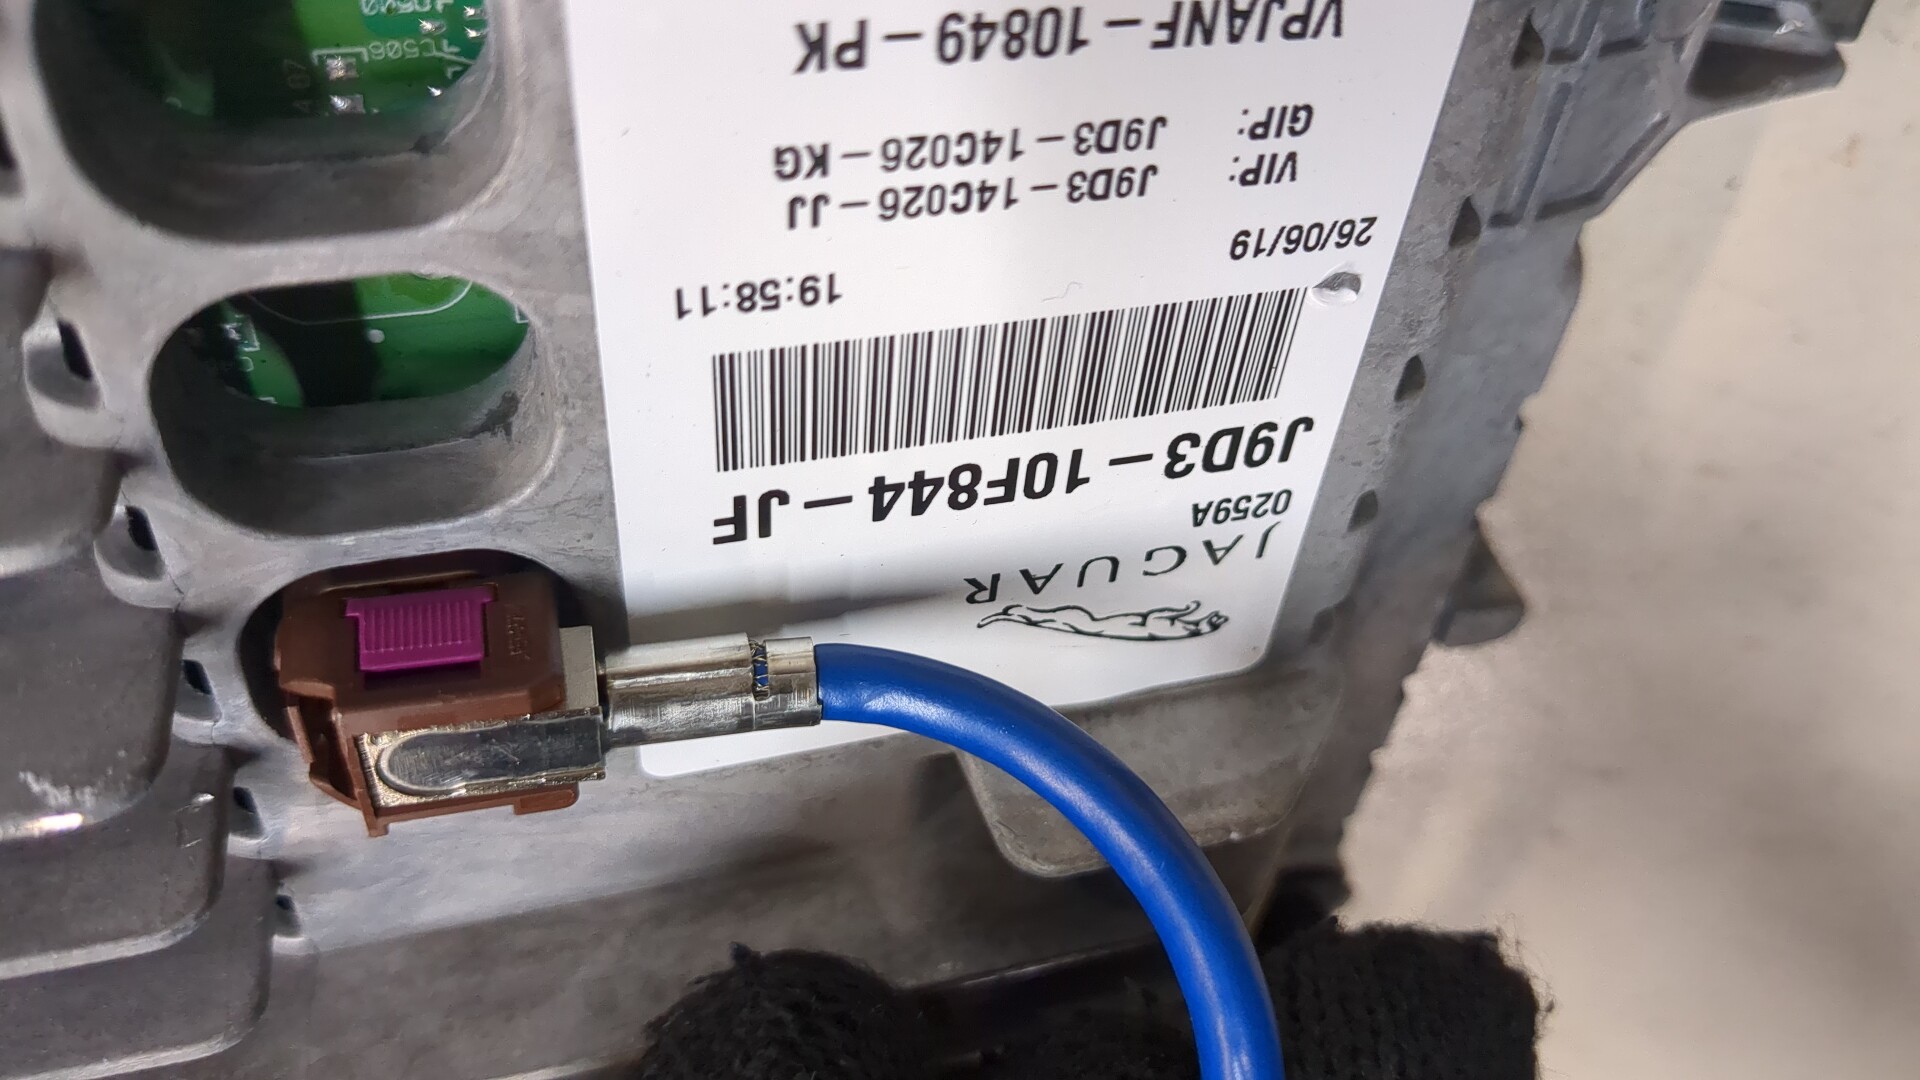 JAGUAR
0259A
J9D3-10F844-JF
26/06/19 19:58:11
VIP: J9D3-14C026-JJ
GIP: J9D3-14C026-KG
VPJANF-10849-PK
C506